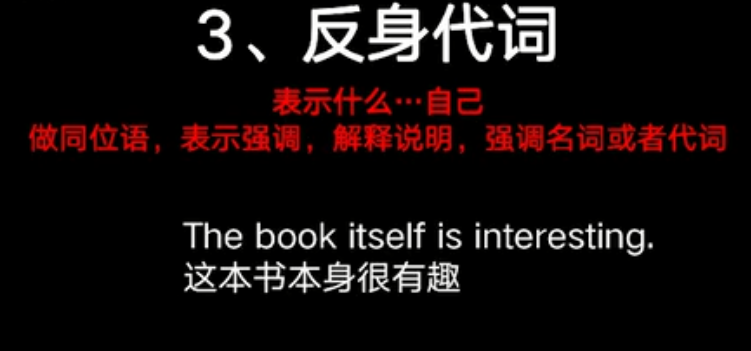 3、反身代词
表示什么…自己
做同位语，表示强调，解释说明，强调名词或者代词
The book itself is interesting.
这本书本身很有趣